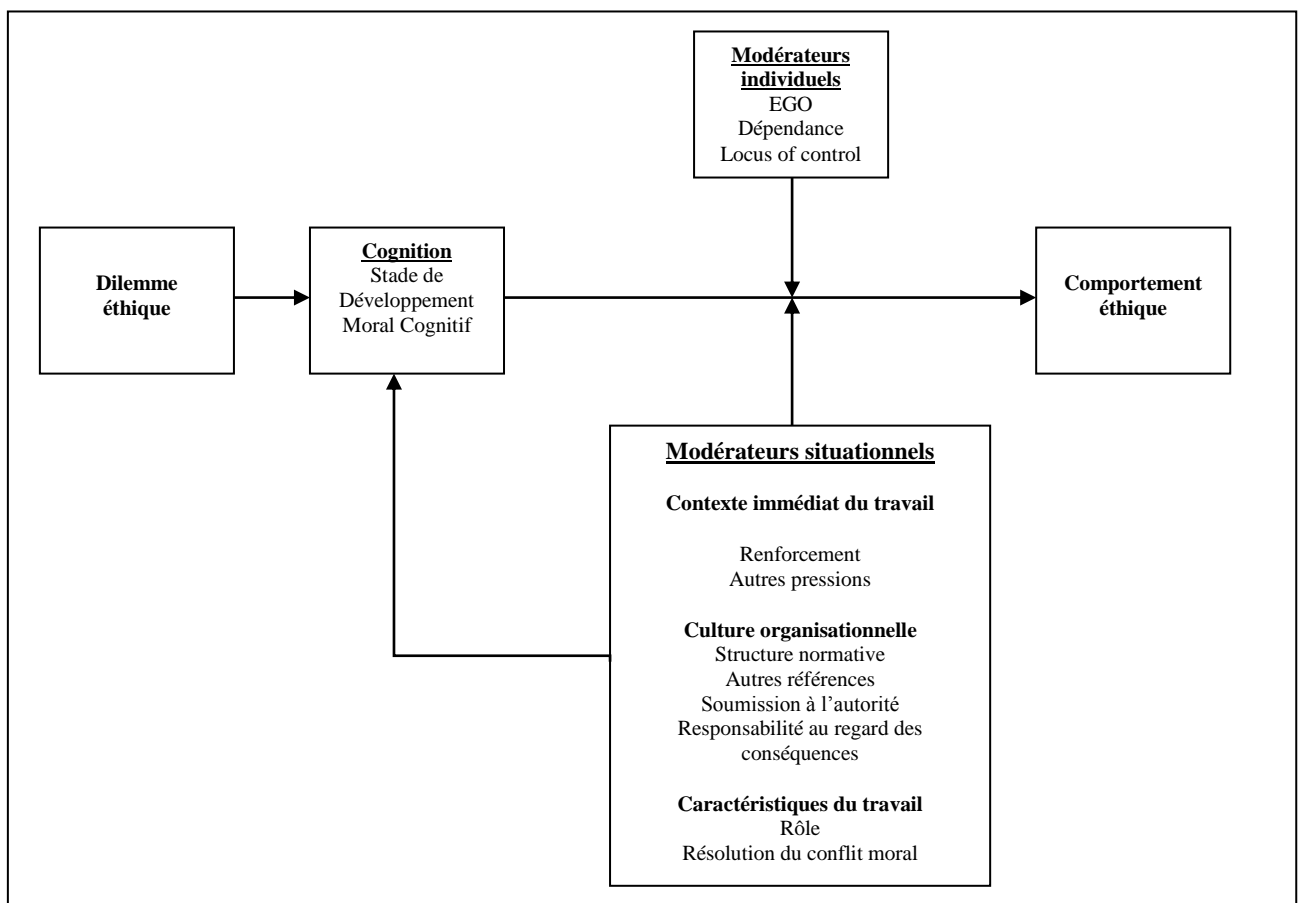 Modérateurs
individuels
EGO
Dépendance
Locus of control
Dilemme
éthique
Cognition
Stade de
Développement
Moral Cognitif
Comportement
éthique
Modérateurs situationnels
Contexte immédiat du travail
Renforcement
Autres pressions
Culture organisationnelle
Structure normative
Autres références
Soumission à l'autorité
Responsabilité au regard des
conséquences
Caractéristiques du travail
Rôle
Résolution du conflit moral